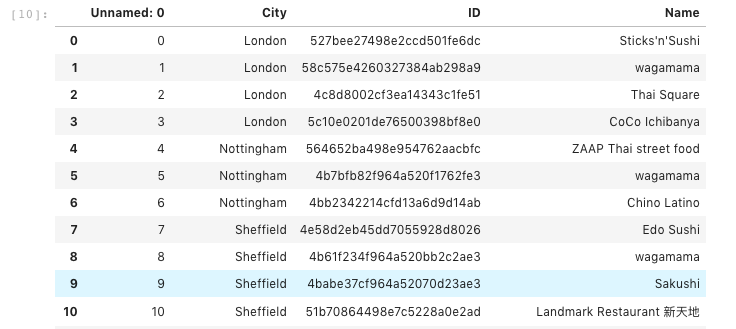 [10]: Unnamed: 0 City ID Name
0 0 London 527bee27498e2ccd501fe6dc Sticks'n'Sushi
1 1 London 58c575e4260327384ab298a9 wagamama
2 2 London 4c8d8002cf3ea14343c1fe51 Thai Square
3 3 London 5c10e0201de76500398bf8e0 CoCo Ichibanya
4 4 Nottingham 564652ba498e954762aacbfc ZAAP Thai street food
5 5 Nottingham 4b7bfb82f964a520f1762fe3 wagamama
6 6 Nottingham 4bb2342214cfd13a6d9d14ab Chino Latino
7 7 Sheffield 4e58d2eb45dd7055928d8026 Edo Sushi
8 8 Sheffield 4b61f234f964a520bb2c2ae3 wagamama
9 9 Sheffield 4babe37cf964a52070d23ae3 Sakushi
10 10 Sheffield 51b70864498e7c5228a0e2ad Landmark Restaurant 新天地